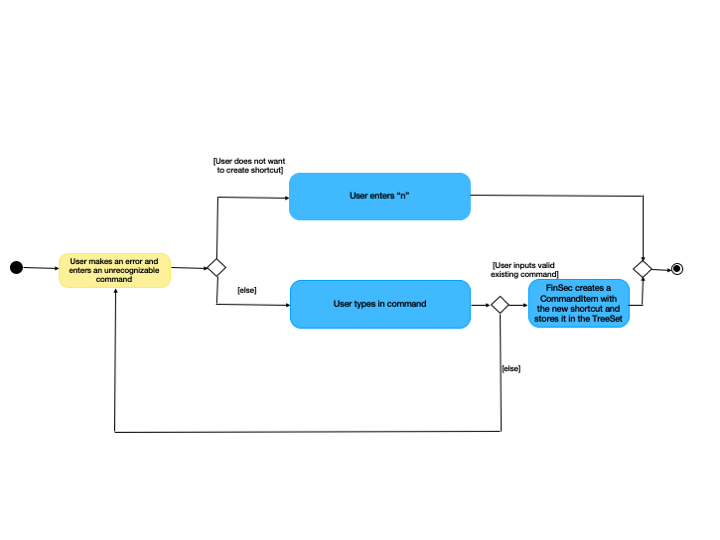 [User does not want
to create shortcut]
User enters “n”
User makes an error and
enters an unrecognizable
command
[else]
User types in command
[User inputs valid
existing command]
FinSec creates a
CommandItem with
the new shortcut and
stores it in the TreeSet
[else]